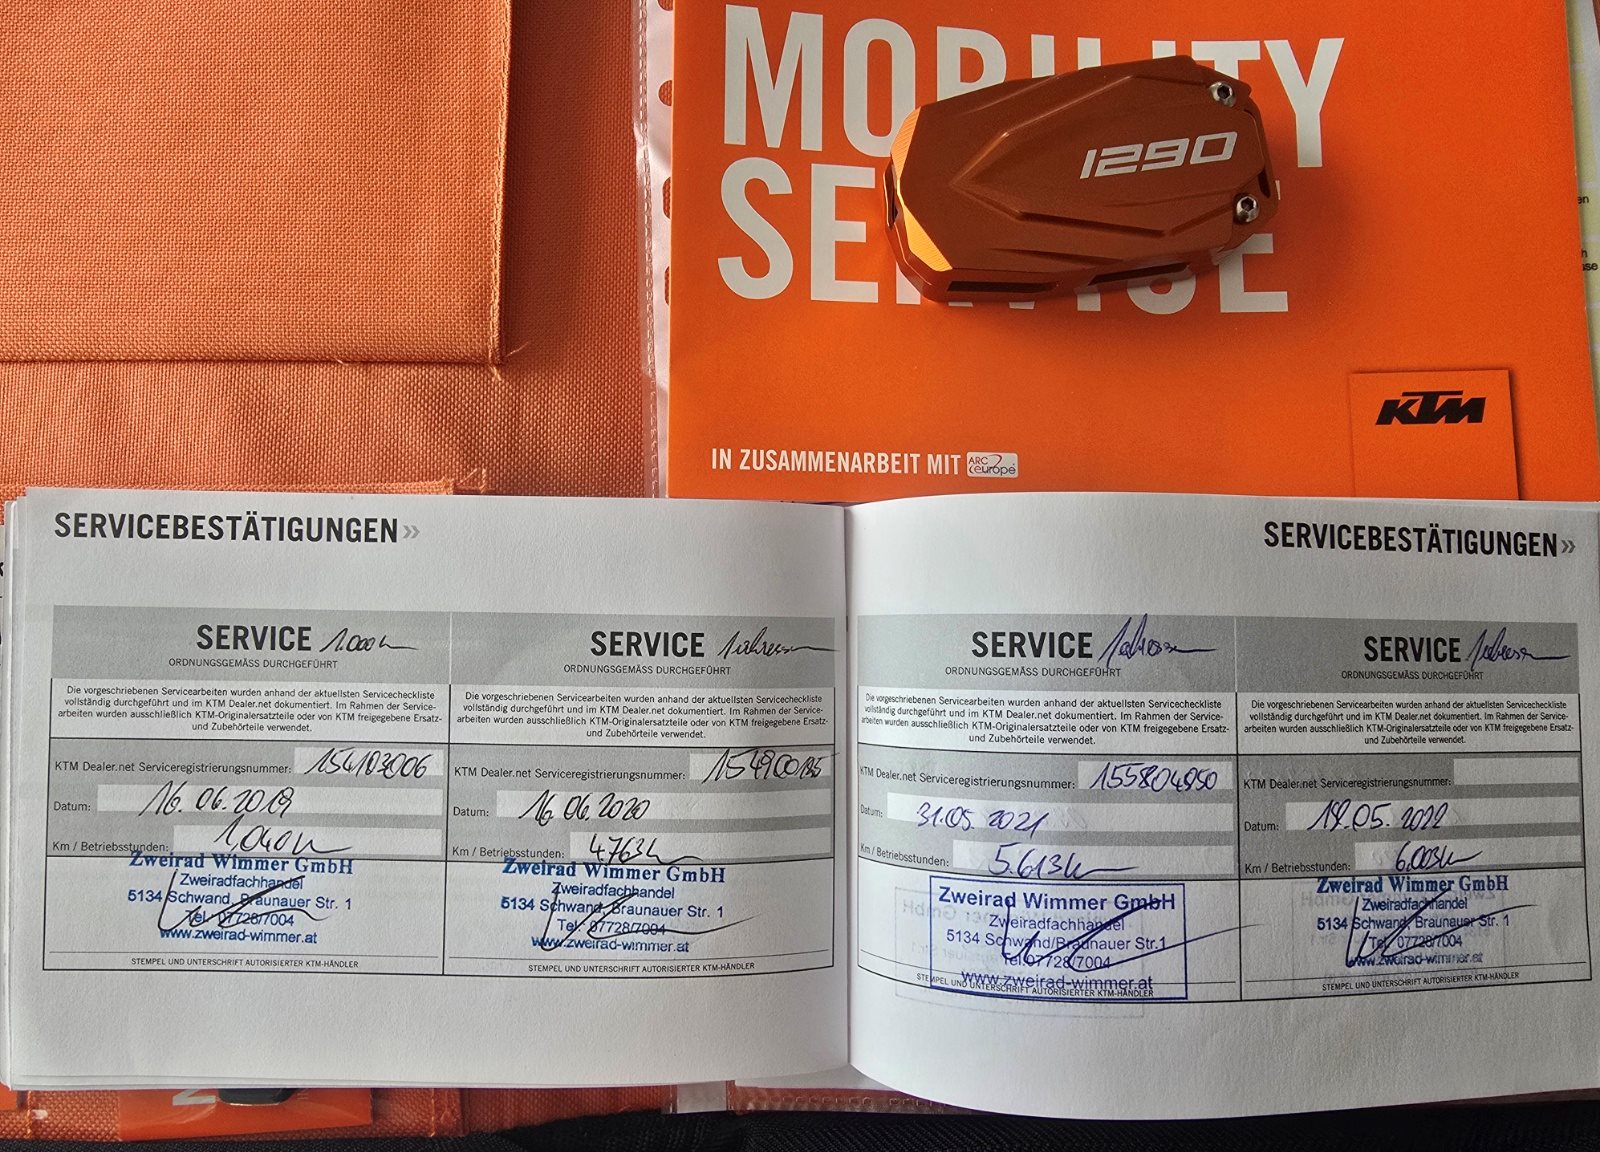 MOBILITY
SERVICE
1290
KTM
IN ZUSAMMENARBEIT MIT ARC europe
SERVICEBESTÄTIGUNGEN»
SERVICE 1.000 km
ORDNUNGSGEMÄSS DURCHGEFÜHRT
Die vorgeschriebenen Servicearbeiten wurden anhand der aktuellsten Servicecheckliste
vollständig durchgeführt und im KTM Dealer.net dokumentiert. Im Rahmen der Service-
arbeiten wurden ausschließlich KTM-Originalersatzteile oder von KTM freigegebene Ersatz-
und Zubehörteile verwendet.
KTM Dealer.net Serviceregistrierungsnummer: 154103006
Datum: 16.06.2019
Km / Betriebsstunden: 1.040 km
Zweirad Wimmer GmbH
Zweiradfachhandel
5134 Schwand, Braunauer Str. 1
Tel. 07728/7004
www.zweirad-wimmer.at
STEMPEL UND UNTERSCHRIFT AUTORISIERTER KTM-HÄNDLER
SERVICE
ORDNUNGSGEMÄSS DURCHGEFÜHRT
Die vorgeschriebenen Servicearbeiten wurden anhand der aktuellsten Servicecheckliste
vollständig durchgeführt und im KTM Dealer.net dokumentiert. Im Rahmen der Service-
arbeiten wurden ausschließlich KTM-Originalersatzteile oder von KTM freigegebene Ersatz-
und Zubehörteile verwendet.
KTM Dealer.net Serviceregistrierungsnummer:
Datum: 16.06.2020
Km / Betriebsstunden: 4763 km
Zweirad Wimmer GmbH
Zweiradfachhandel
5134 Schwand, Braunauer Str. 1
Tel. 07728/7004
www.zweirad-wimmer.at
STEMPEL UND UNTERSCHRIFT AUTORISIERTER KTM-HÄNDLER
SERVICEBESTÄTIGUNGEN»
SERVICE
ORDNUNGSGEMÄSS DURCHGEFÜHRT
Die vorgeschriebenen Servicearbeiten wurden anhand der aktuellsten Servicecheckliste
vollständig durchgeführt und im KTM Dealer.net dokumentiert. Im Rahmen der Service-
arbeiten wurden ausschließlich KTM-Originalersatzteile oder von KTM freigegebene Ersatz-
und Zubehörteile verwendet.
KTM Dealer.net Serviceregistrierungsnummer: 155804950
Datum: 31.05.2021
Km / Betriebsstunden: 5.613 km
Zweirad Wimmer GmbH
Zweiradfachhandel
5134 Schwand/Braunauer Str.1
Tel.07728/7004
www.zweirad-wimmer.at
STEMPEL UND UNTERSCHRIFT AUTORISIERTER KTM-HÄNDLER
SERVICE
ORDNUNGSGEMÄSS DURCHGEFÜHRT
Die vorgeschriebenen Servicearbeiten wurden anhand der aktuellsten Servicecheckliste
vollständig durchgeführt und im KTM Dealer.net dokumentiert. Im Rahmen der Service-
arbeiten wurden ausschließlich KTM-Originalersatzteile oder von KTM freigegebene Ersatz-
und Zubehörteile verwendet.
KTM Dealer.net Serviceregistrierungsnummer:
Datum: .05.2022
Km / Betriebsstunden: 6.003 km
Zweirad Wimmer GmbH
Zweiradfachhandel
5134 Schwand, Braunauer Str. 1
Tel. 07728/7004
www.zweirad-wimmer.at
STEMPEL UND UNTERSCHRIFT AUTORISIERTER KTM-HÄNDLER